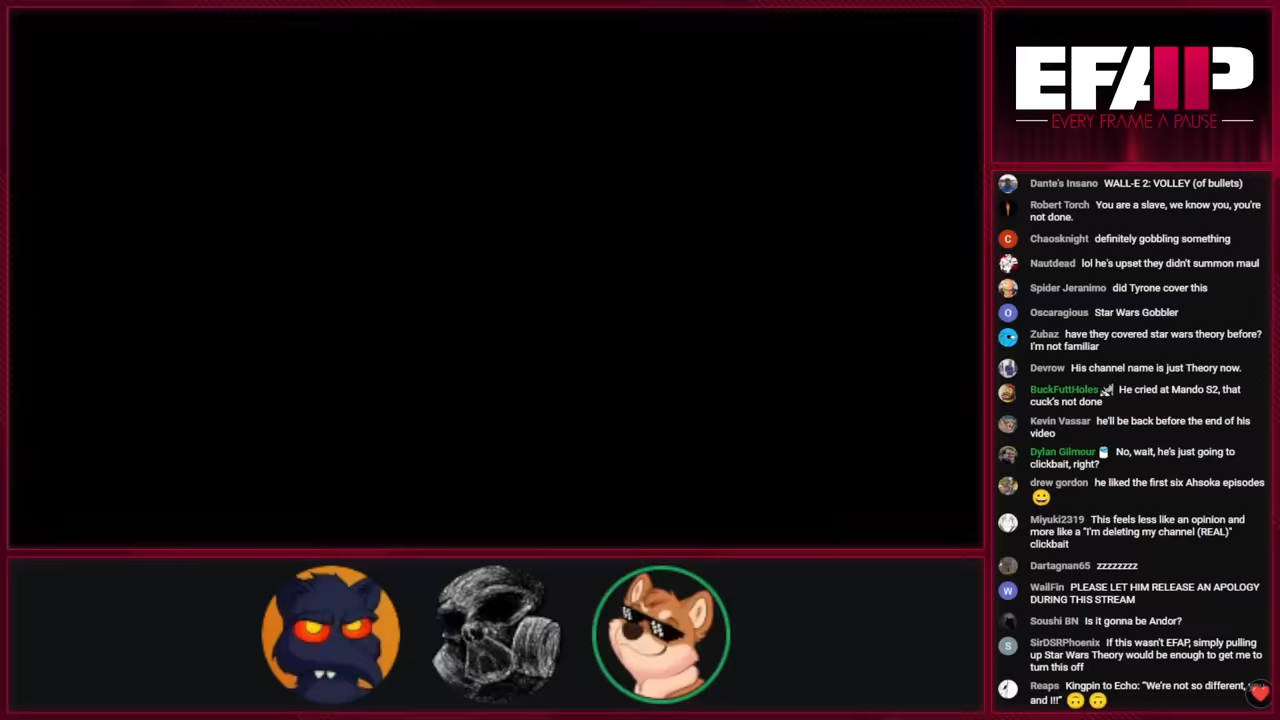 EFAP
EVERY FRAME A PAUSE
Dante's Insano WALL-E 2: VOLLEY (of bullets)
Robert Torch You are a slave, we know you, you're
not done.
C
Chaosknight definitely gobbling something
Nautdead lol he's upset they didn't summon maul
Spider Jeranimo did Tyrone cover this
O
Oscaragious Star Wars Gobbler
Zubaz have they covered star wars theory before?
I'm not familiar
Devrow His channel name is just Theory now.
BuckFuttHoles He cried at Mando S2, that
cuck's not done
Kevin Vassar he'll be back before the end of his
video
Dylan Gilmour No, wait, he's just going to
clickbait, right?
drew gordon he liked the first six Ahsoka episodes
😀
Miyuki2319 This feels less like an opinion and
more like a "I'm deleting my channel (REAL)"
clickbait
Dartagnan65 zzzzzzzz
W
WailFin PLEASE LET HIM RELEASE AN APOLOGY
DURING THIS STREAM
Soushi BN Is it gonna be Andor?
S
SirDSRPhoenix If this wasn't EFAP, simply pulling
up Star Wars Theory would be enough to get me to
turn this off
Reaps Kingpin to Echo: "We're not so different,
and I!!" 🙃 🙃